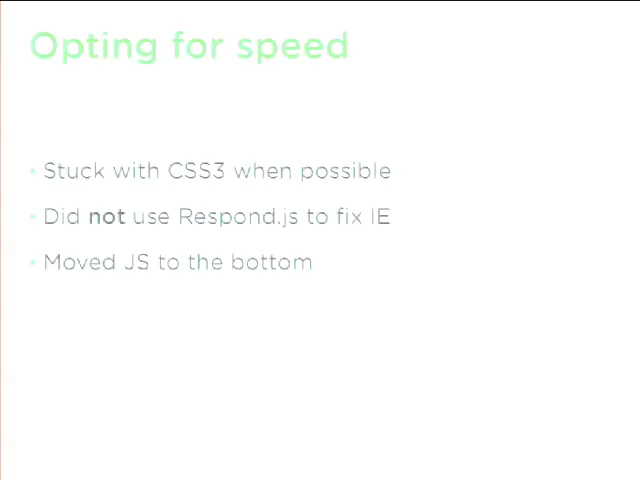 Opting for speed
• Stuck with CSS3 when possible
• Did not use Respond.js to fix IE
• Moved JS to the bottom